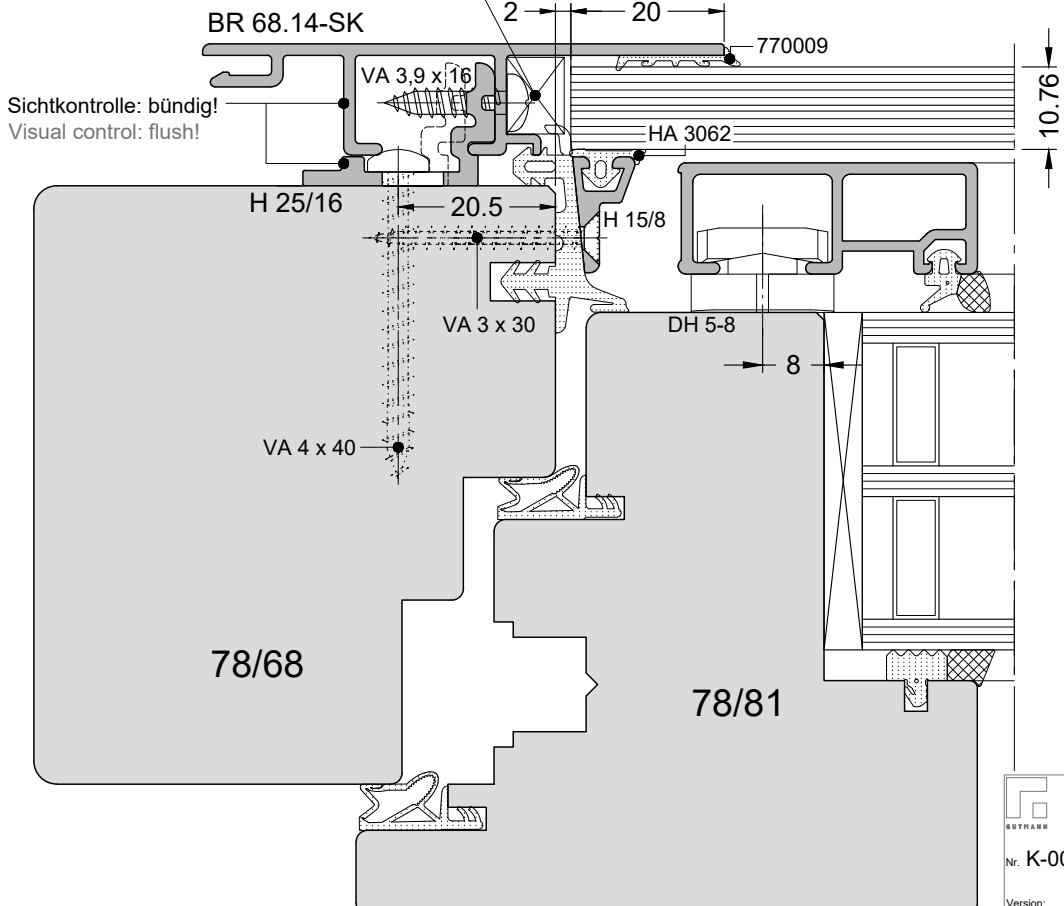 BR 68.14-SK
2
20
770009
VA 3,9 x 16
Sichtkontrolle: bündig!
Visual control: flush!
10.76
HA 3062
H 25/16
20.5
H 15/8
VA 3 x 30
DH 5-8
8
VA 4 x 40
78/68
78/81
GUTMANN
Nr. K-00
Version: